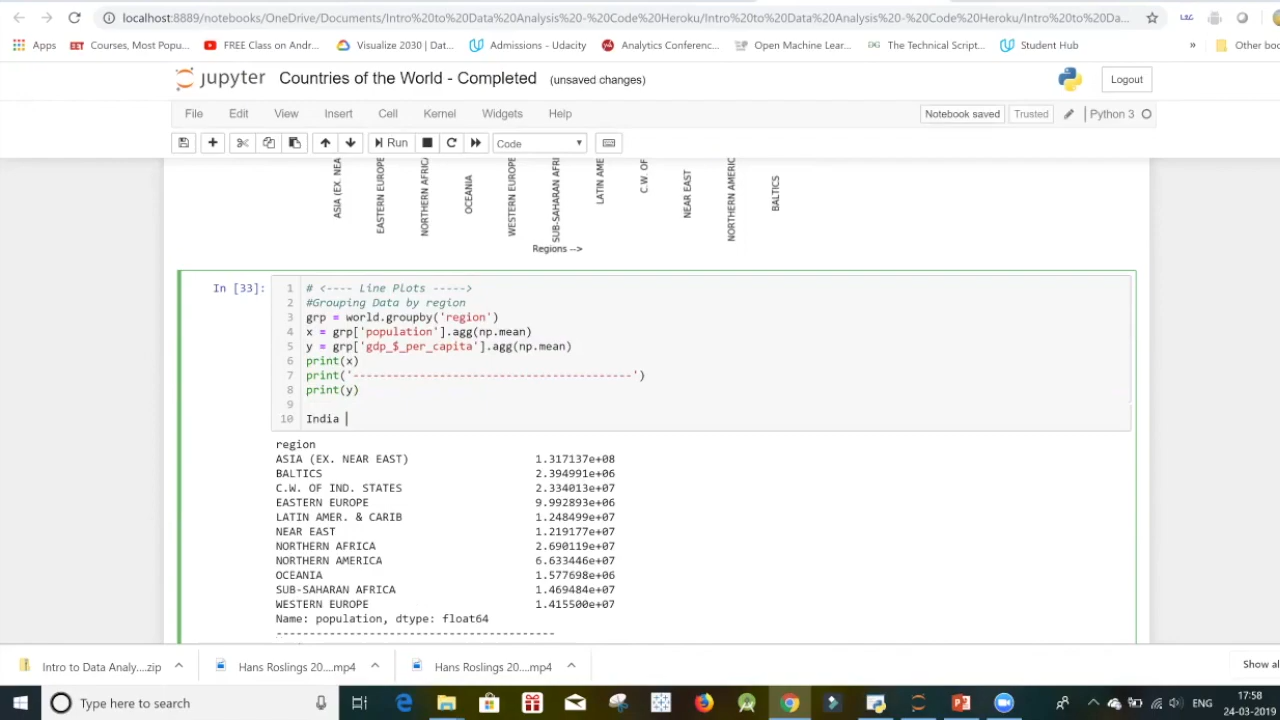 localhost:8889/notebooks/OneDrive/Documents/Intro%20to%20Data%20Analysis%20-%20Code%20Heroku/Intro%20to%20Data%20Analysis%20-%20Code%20Heroku/Intro%20to%20Da...
Apps Courses, Most Popu... FREE Class on Andr... Visualize 2030 | Dat... Admissions - Udacity Analytics Conferenc... Open Machine Lear... DG The Technical Script... Student Hub » Other boo
jupyter Countries of the World - Completed (unsaved changes) Logout
File Edit View Insert Cell Kernel Widgets Help Notebook saved Trusted Python 3
Run Code
ASIA (EX NEA
EASTERN EUROPE
NORTHERN AFRIC
OCEANIA
WESTERN EUROPE
SUB-SAHARAN AFRI
LATIN AME
C.W. OF
NEAR EAST
NORTHERN AMERIC
BALTICS
Regions -->
In [33]:
1 # <---- Line Plots ----->
2 #Grouping Data by region
3 grp = world.groupby('region')
4 x = grp['population'].agg(np.mean)
5 y = grp['gdp_$_per_capita'].agg(np.mean)
6 print(x)
7 print('------------------------------------------')
8 print(y)
9
10 India
region
ASIA (EX. NEAR EAST) 1.317137e+08
BALTICS 2.394991e+06
C.W. OF IND. STATES 2.334013e+07
EASTERN EUROPE 9.992893e+06
LATIN AMER. & CARIB 1.248499e+07
NEAR EAST 1.219177e+07
NORTHERN AFRICA 2.690119e+07
NORTHERN AMERICA 6.633446e+07
OCEANIA 1.577698e+06
SUB-SAHARAN AFRICA 1.469484e+07
WESTERN EUROPE 1.415500e+07
Name: population, dtype: float64
------------------------------------------
Intro to Data Analy....zip Hans Roslings 20....mp4 Hans Roslings 20....mp4 Show al
Type here to search ENG 17:58
24-03-2019